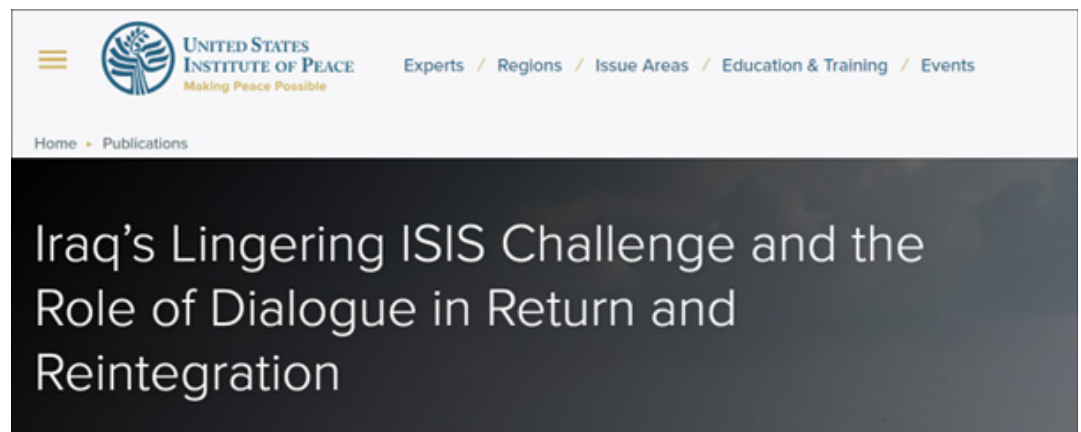 UNITED STATES
INSTITUTE OF PEACE
Making Peace Possible
Experts / Regions / Issue Areas / Education & Training / Events
Home ▸ Publications
Iraq’s Lingering ISIS Challenge and the
Role of Dialogue in Return and
Reintegration